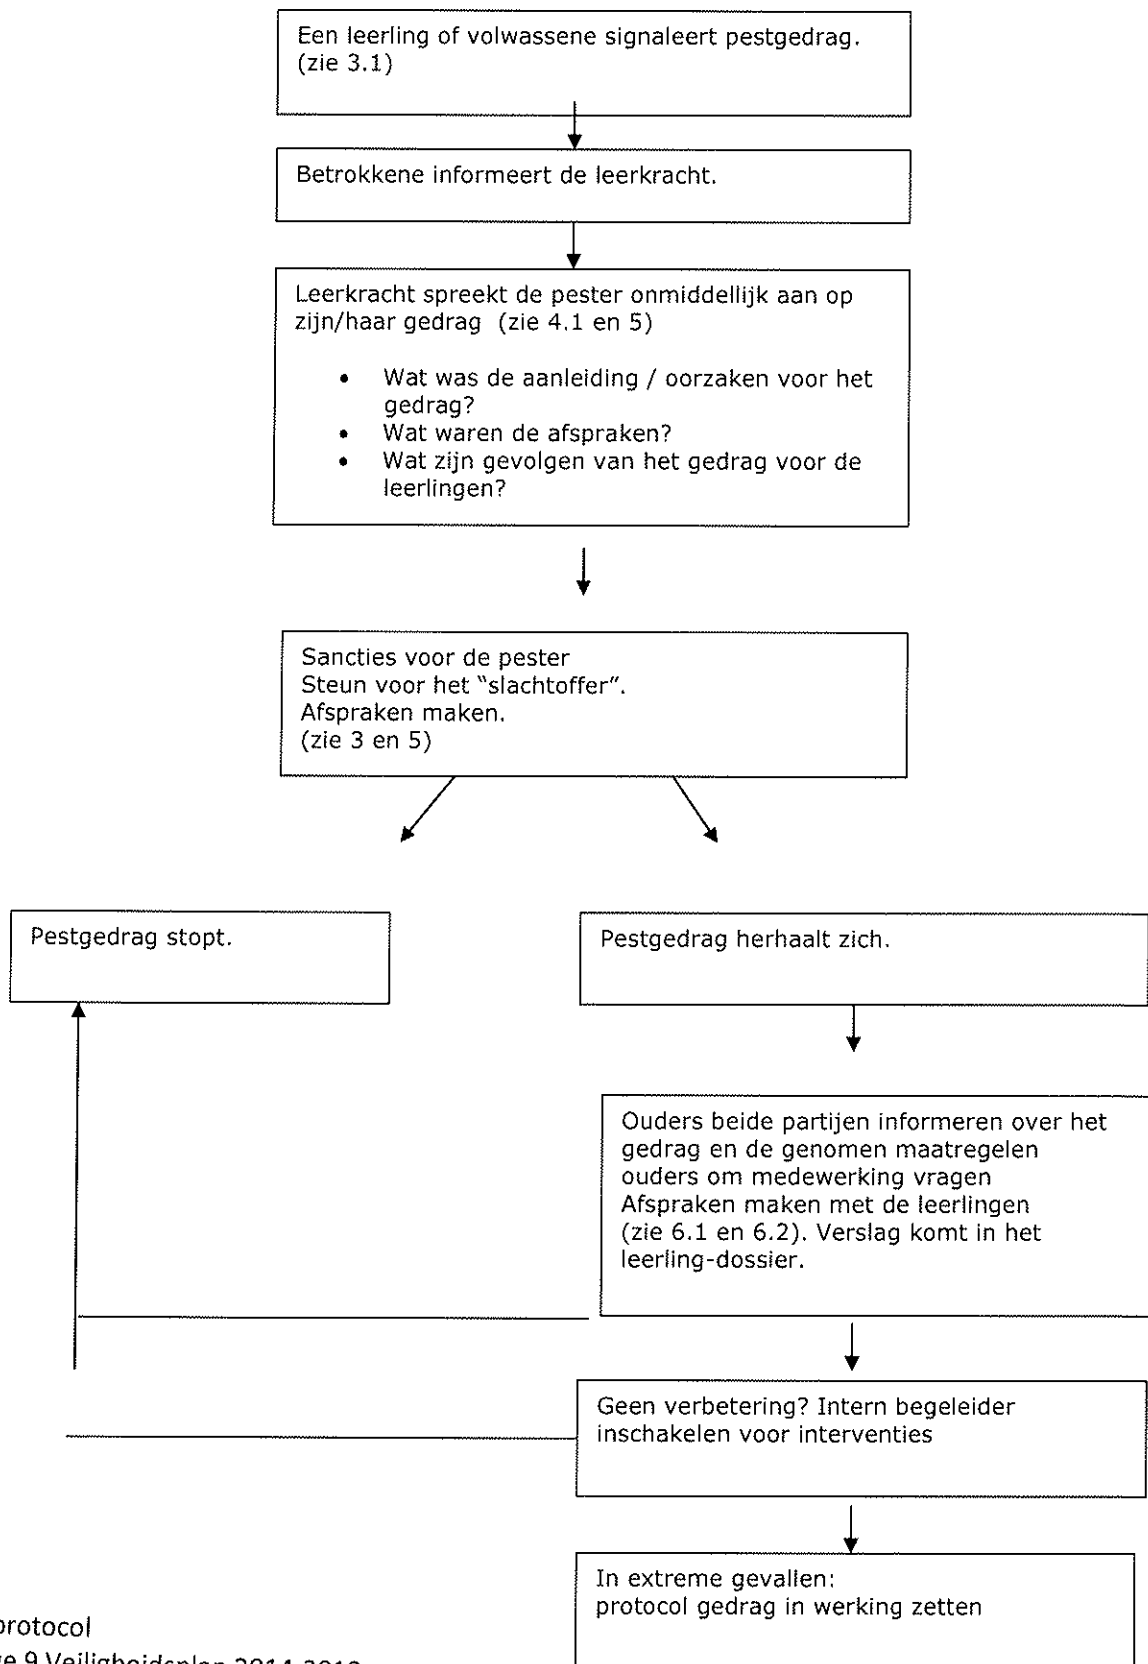 Een leerling of volwassene signaleert pestgedrag.
(zie 3.1)
Betrokkene informeert de leerkracht.
Leerkracht spreekt de pester onmiddellijk aan op
zijn/haar gedrag (zie 4.1 en 5)
• Wat was de aanleiding / oorzaken voor het
gedrag?
• Wat waren de afspraken?
• Wat zijn gevolgen van het gedrag voor de
leerlingen?
Sancties voor de pester
Steun voor het “slachtoffer”.
Afspraken maken.
(zie 3 en 5)
Pestgedrag stopt.
Pestgedrag herhaalt zich.
Ouders beide partijen informeren over het
gedrag en de genomen maatregelen
ouders om medewerking vragen
Afspraken maken met de leerlingen
(zie 6.1 en 6.2). Verslag komt in het
leerling-dossier.
Geen verbetering? Intern begeleider
inschakelen voor interventies
In extreme gevallen:
protocol gedrag in werking zetten
protocol
9 Veiligheidsplan